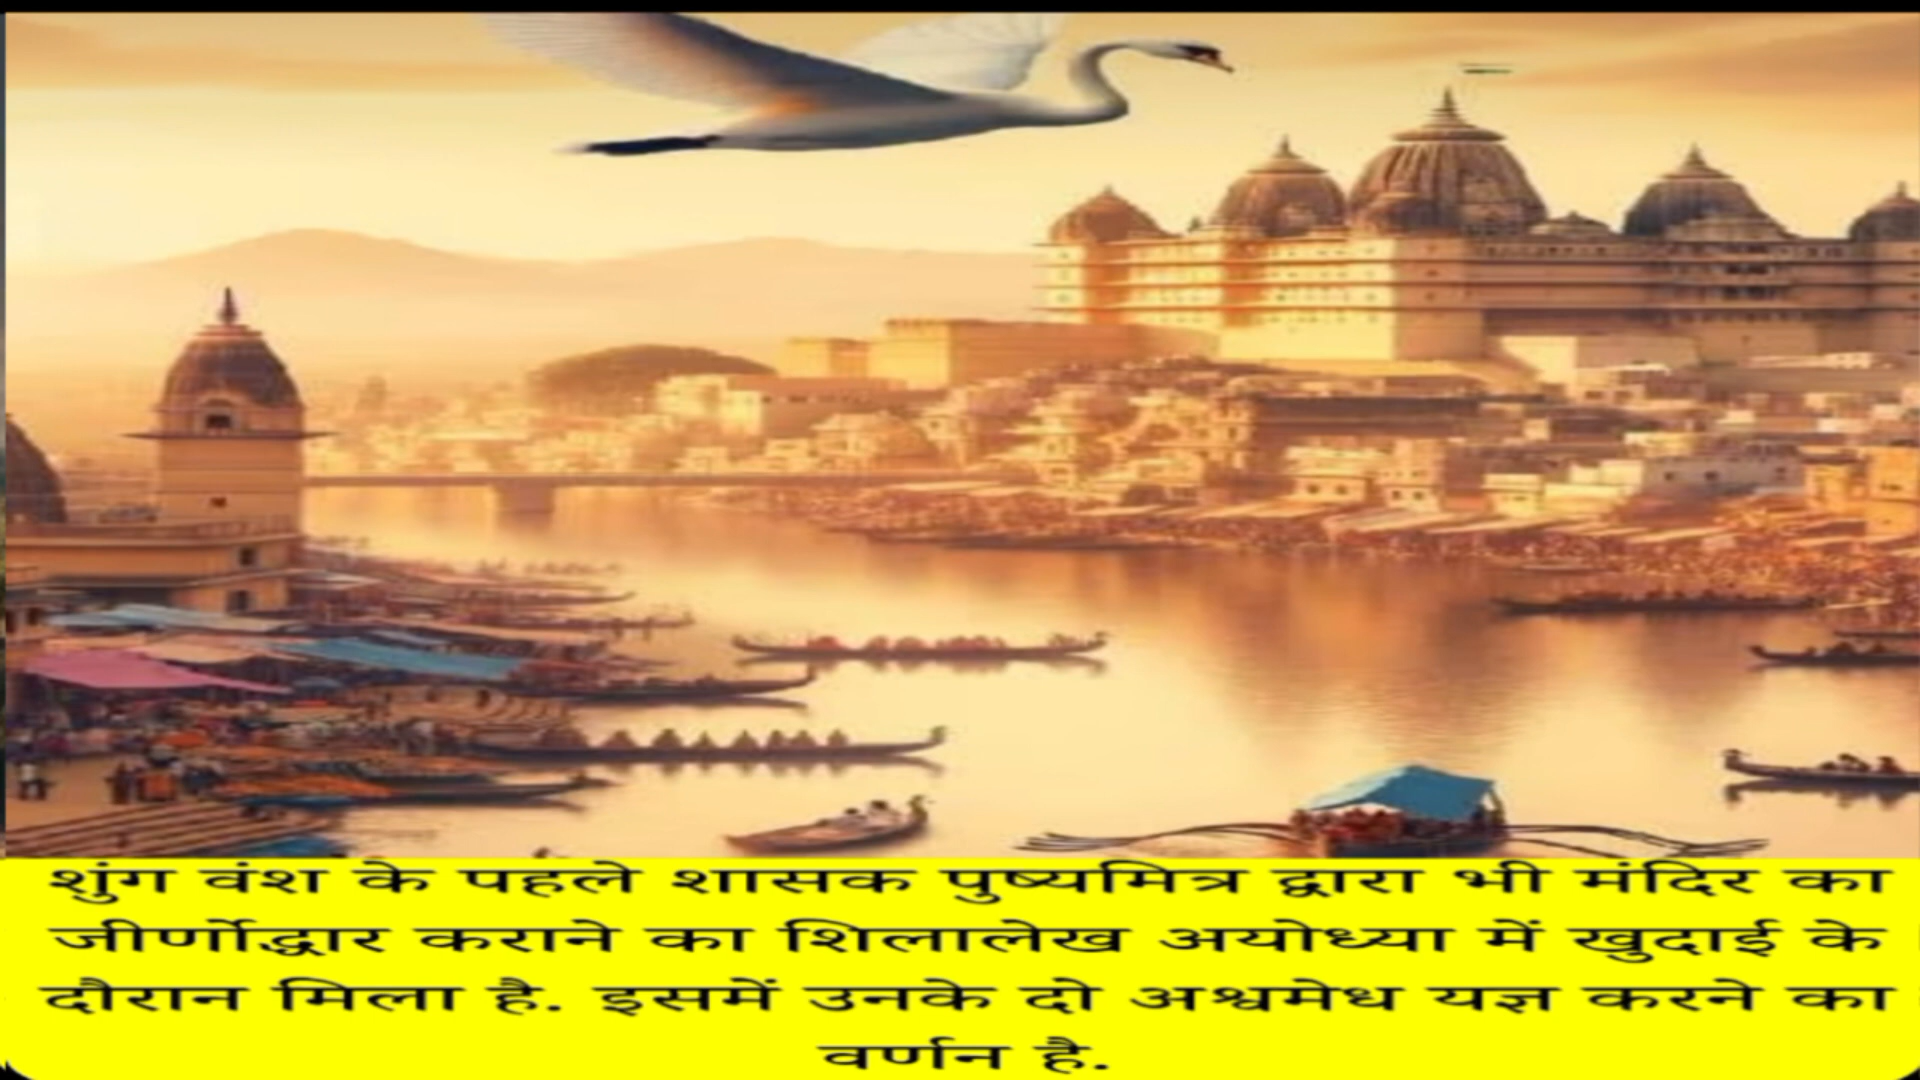 शुंग वंश के पहले शासक पुष्यमित्र द्वारा भी मंदिर का
जीर्णोद्धार कराने का शिलालेख अयोध्या में खुदाई के
दौरान मिला है. इसमें उनके दो अश्वमेध यज्ञ करने का
वर्णन है.